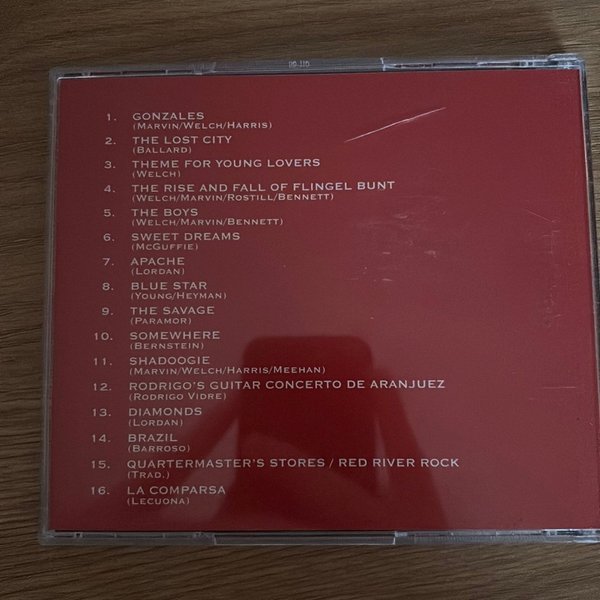 1. GONZALES
(MARVIN/WELCH/HARRIS)
2. THE LOST CITY
(BALLARD)
3. THEME FOR YOUNG LOVERS
(WELCH)
4. THE RISE AND FALL OF FLINGEL BUNT
(WELCH/MARVIN/ROSTILL/BENNETT)
5. THE BOYS
(WELCH/MARVIN/BENNETT)
6. SWEET DREAMS
(MCGUFFIE)
7. APACHE
(LORDAN)
8. BLUE STAR
(YOUNG/HEYMAN)
9. THE SAVAGE
(PARAMOR)
10. SOMEWHERE
(BERNSTEIN)
11. SHADOOGIE
(MARVIN/WELCH/HARRIS/MEEHAN)
12. RODRIGO'S GUITAR CONCERTO DE ARANJUEZ
(RODRIGO VIDRE)
13. DIAMONDS
(LORDAN)
14. BRAZIL
(BARROSO)
15. QUARTERMASTER'S STORES / RED RIVER ROCK
(TRAD.)
16. LA COMPARSA
(LECUONA)